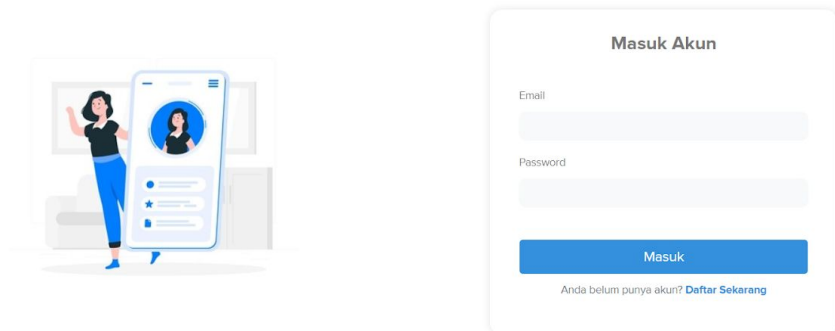 Masuk Akun
Email
Password
Masuk
Anda belum punya akun? Daftar Sekarang